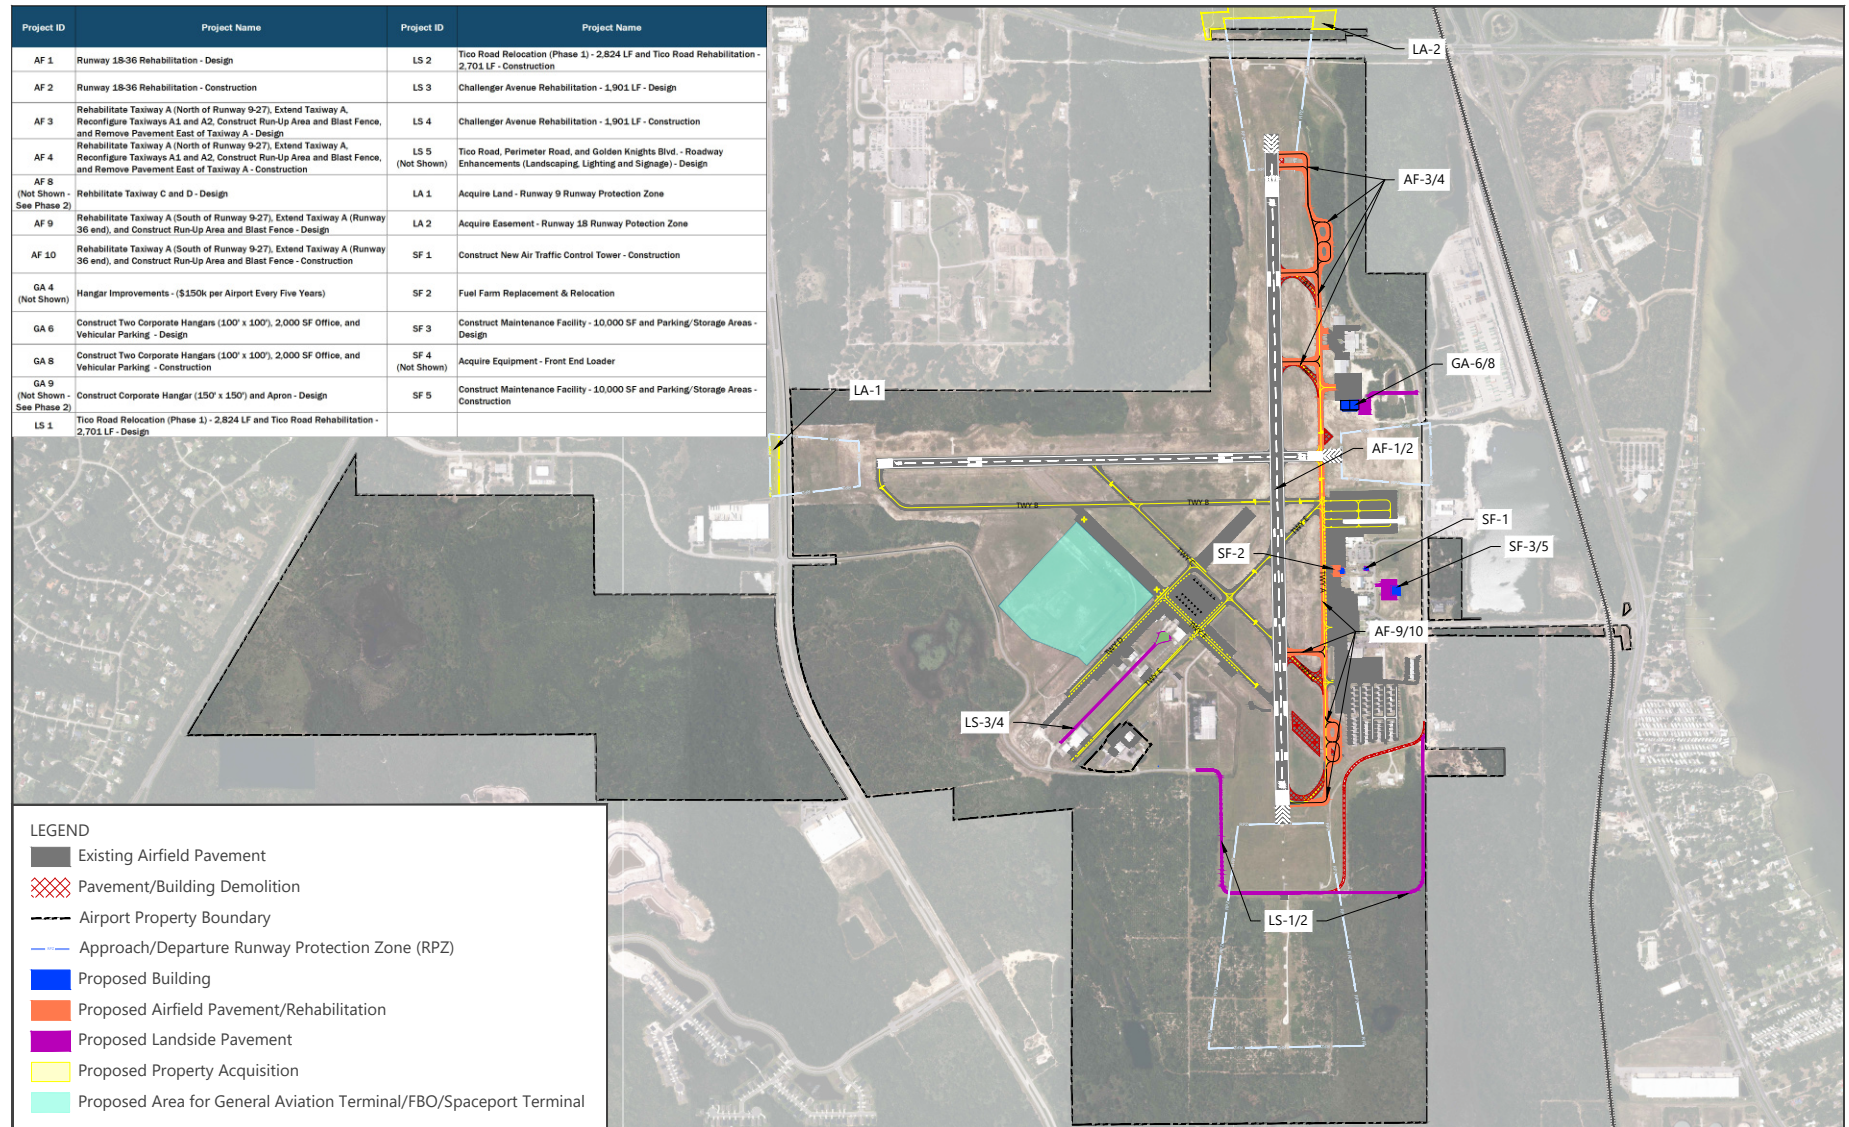 Project ID
Project Name
Project ID
Project Name
AF 1
Runway 18-36 Rehabilitation - Design
LS 2
Tico Road Relocation (Phase 1) - 2,824 LF and Tico Road Rehabilitation -
2,701 LF - Construction
AF 2
Runway 18-36 Rehabilitation - Construction
LS 3
Challenger Avenue Rehabilitation - 1,901 LF - Design
AF 3
Rehabilitate Taxiway A (North of Runway 9-27), Extend Taxiway A,
Reconfigure Taxiways A1 and A2, Construct Run-Up Area and Blast Fence,
and Remove Pavement East of Taxiway A - Design
LS 4
Challenger Avenue Rehabilitation - 1,901 LF - Construction
AF 4
Rehabilitate Taxiway A (North of Runway 9-27), Extend Taxiway A,
Reconfigure Taxiways A1 and A2, Construct Run-Up Area and Blast Fence,
and Remove Pavement East of Taxiway A - Construction
LS 5
(Not Shown)
Tico Road, Perimeter Road, and Golden Knights Blvd. - Roadway
Enhancements (Landscaping, Lighting and Signage) - Design
AF 8
(Not Shown -
See Phase 2)
Rehbilitate Taxiway C and D - Design
LA 1
Acquire Land - Runway 9 Runway Protection Zone
AF 9
Rehabilitate Taxiway A (South of Runway 9-27), Extend Taxiway A (Runway
36 end), and Construct Run-Up Area and Blast Fence - Design
LA 2
Acquire Easement - Runway 18 Runway Potection Zone
AF 10
Rehabilitate Taxiway A (South of Runway 9-27), Extend Taxiway A (Runway
36 end), and Construct Run-Up Area and Blast Fence - Construction
SF 1
Construct New Air Traffic Control Tower - Construction
GA 4
(Not Shown)
Hangar Improvements - ($150k per Airport Every Five Years)
SF 2
Fuel Farm Replacement & Relocation
GA 6
Construct Two Corporate Hangars (100' x 100'), 2,000 SF Office, and
Vehicular Parking - Design
SF 3
Construct Maintenance Facility - 10,000 SF and Parking/Storage Areas -
Design
GA 8
Construct Two Corporate Hangars (100' x 100'), 2,000 SF Office, and
Vehicular Parking - Construction
SF 4
(Not Shown)
Acquire Equipment - Front End Loader
GA 9
(Not Shown -
See Phase 2)
Construct Corporate Hangar (150' x 150') and Apron - Design
SF 5
Construct Maintenance Facility - 10,000 SF and Parking/Storage Areas -
Construction
LS 1
Tico Road Relocation (Phase 1) - 2,824 LF and Tico Road Rehabilitation -
2,701 LF - Design
LA-2
AF-3/4
GA-6/8
LA-1
AF-1/2
TWY B
TWY B
SF-1
SF-2
SF-3/5
TWY A
AF-9/10
LS-3/4
LS-1/2
LEGEND
Existing Airfield Pavement
Pavement/Building Demolition
Airport Property Boundary
Approach/Departure Runway Protection Zone (RPZ)
Proposed Building
Proposed Airfield Pavement/Rehabilitation
Proposed Landside Pavement
Proposed Property Acquisition
Proposed Area for General Aviation Terminal/FBO/Spaceport Terminal